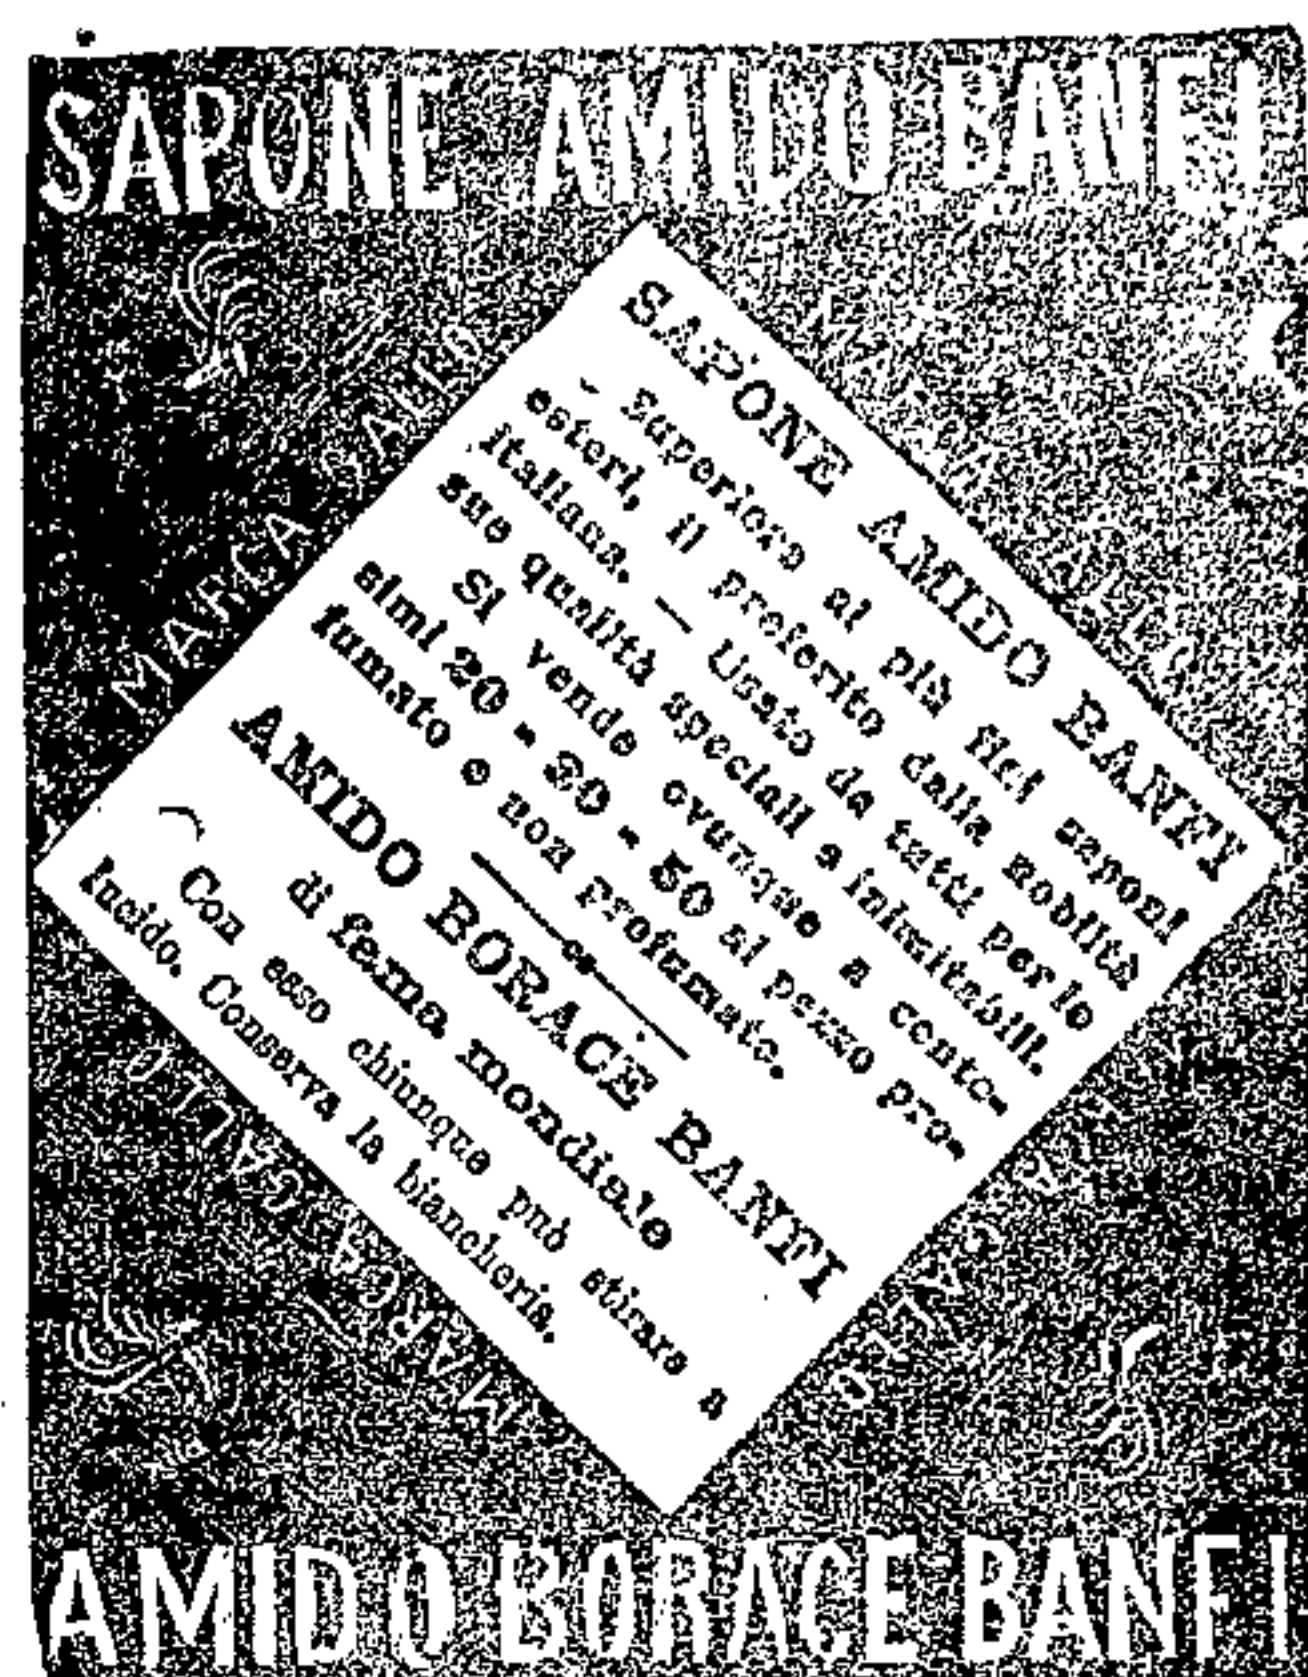 SAPONE AMIDO BANFI
MARCA GALLO
MARCA GALLO
SAPONE AMIDO BANFI
superiore ai più fini saponi
esteri, il preferito dalla nobiltà
italiana. — Usato da tutti per le
sue qualità speciali e inimitabili.
Si vende ovunque a cente-
simi 20 - 30 - 50 al pezzo pro-
fumato e non profumato.
AMIDO BORACE BANFI
di fama mondiale
Con esso chiunque può stirare a
lucido. Conserva la biancheria.
MARCA GALLO
GALLO
AMIDO BORACE BANFI